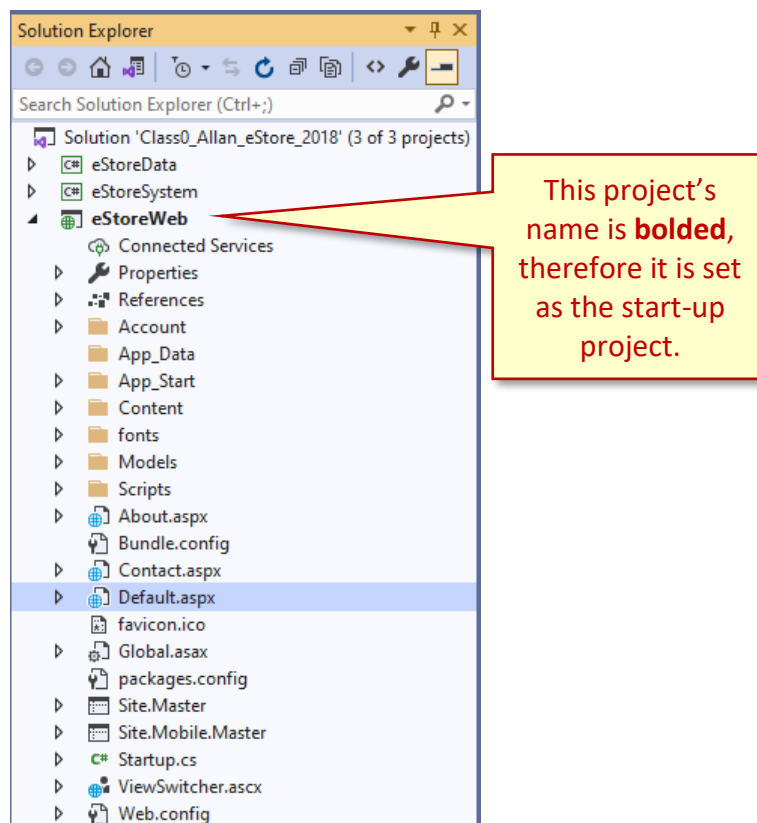 Solution Explorer
Search Solution Explorer (Ctrl+;)
Solution 'Class0_Allan_eStore_2018' (3 of 3 projects)
C# eStoreData
C# eStoreSystem
eStoreWeb
Connected Services
Properties
References
Account
App_Data
App_Start
Content
fonts
Models
Scripts
About.aspx
Bundle.config
Contact.aspx
Default.aspx
favicon.ico
Global.asax
packages.config
Site.Master
Site.Mobile.Master
C# Startup.cs
ViewSwitcher.ascx
Web.config
This project’s
name is bolded,
therefore it is set
as the start-up
project.